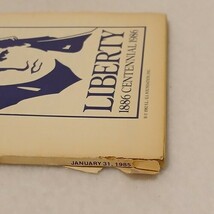 LIBERTY
1886 CENTENNIAL 1986
JANUARY 31, 1985